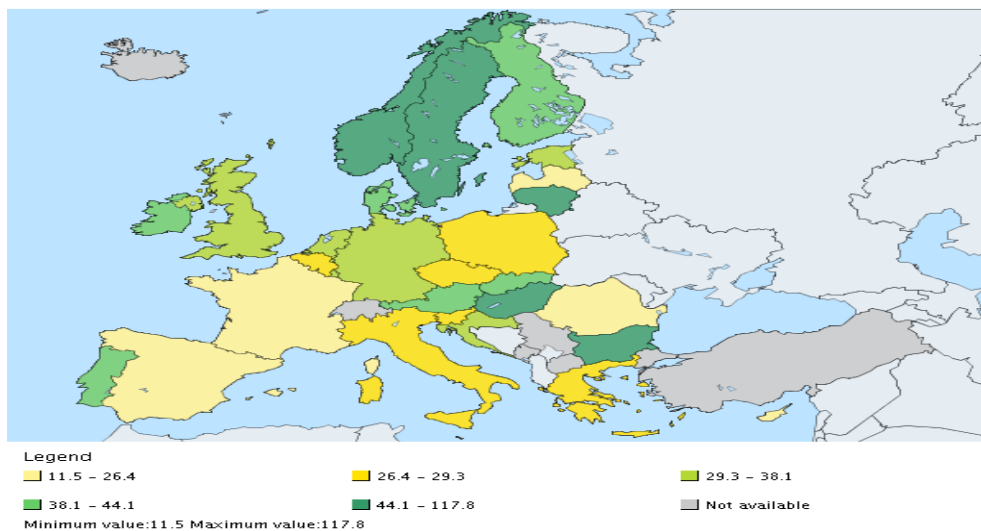 Legend
11.5 - 26.4 26.4 - 29.3 29.3 - 38.1
38.1 - 44.1 44.1 - 117.8 Not available
Minimum value:11.5 Maximum value:117.8